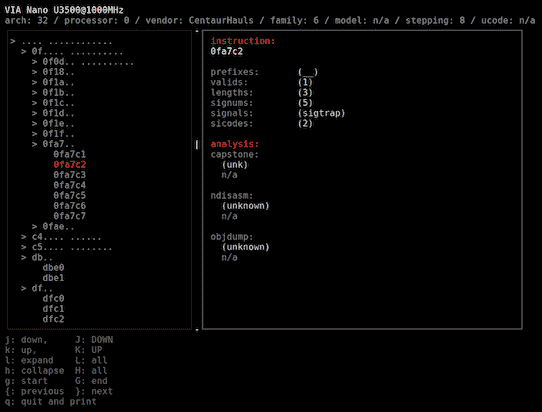 VIA Nano U3500@1000MHz
arch: 32 / processor: 0 / vendor: CentaurHauls / family: 6 / model: n/a / stepping: 8 / ucode: n/a
> .... ............
> 0f.... ..........
> 0f0d.. ..........
> 0f18..
> 0f1a..
> 0f1b..
> 0f1c..
> 0f1d..
> 0f1e..
> 0f1f..
> 0fa7..
0fa7c1
0fa7c2
0fa7c3
0fa7c4
0fa7c5
0fa7c6
0fa7c7
> 0fae..
> c4.... ......
> c5.... ........
> db..
dbe0
dbe1
> df..
dfc0
dfc1
dfc2
instruction:
0fa7c2
prefixes: (__)
valids: (1)
lengths: (3)
signums: (5)
signals: (sigtrap)
sicodes: (2)
analysis:
capstone:
(unk)
n/a
ndisasm:
(unknown)
n/a
objdump:
(unknown)
n/a
j: down, J: DOWN
k: up, K: UP
l: expand L: all
h: collapse H: all
g: start G: end
{: previous }: next
q: quit and print